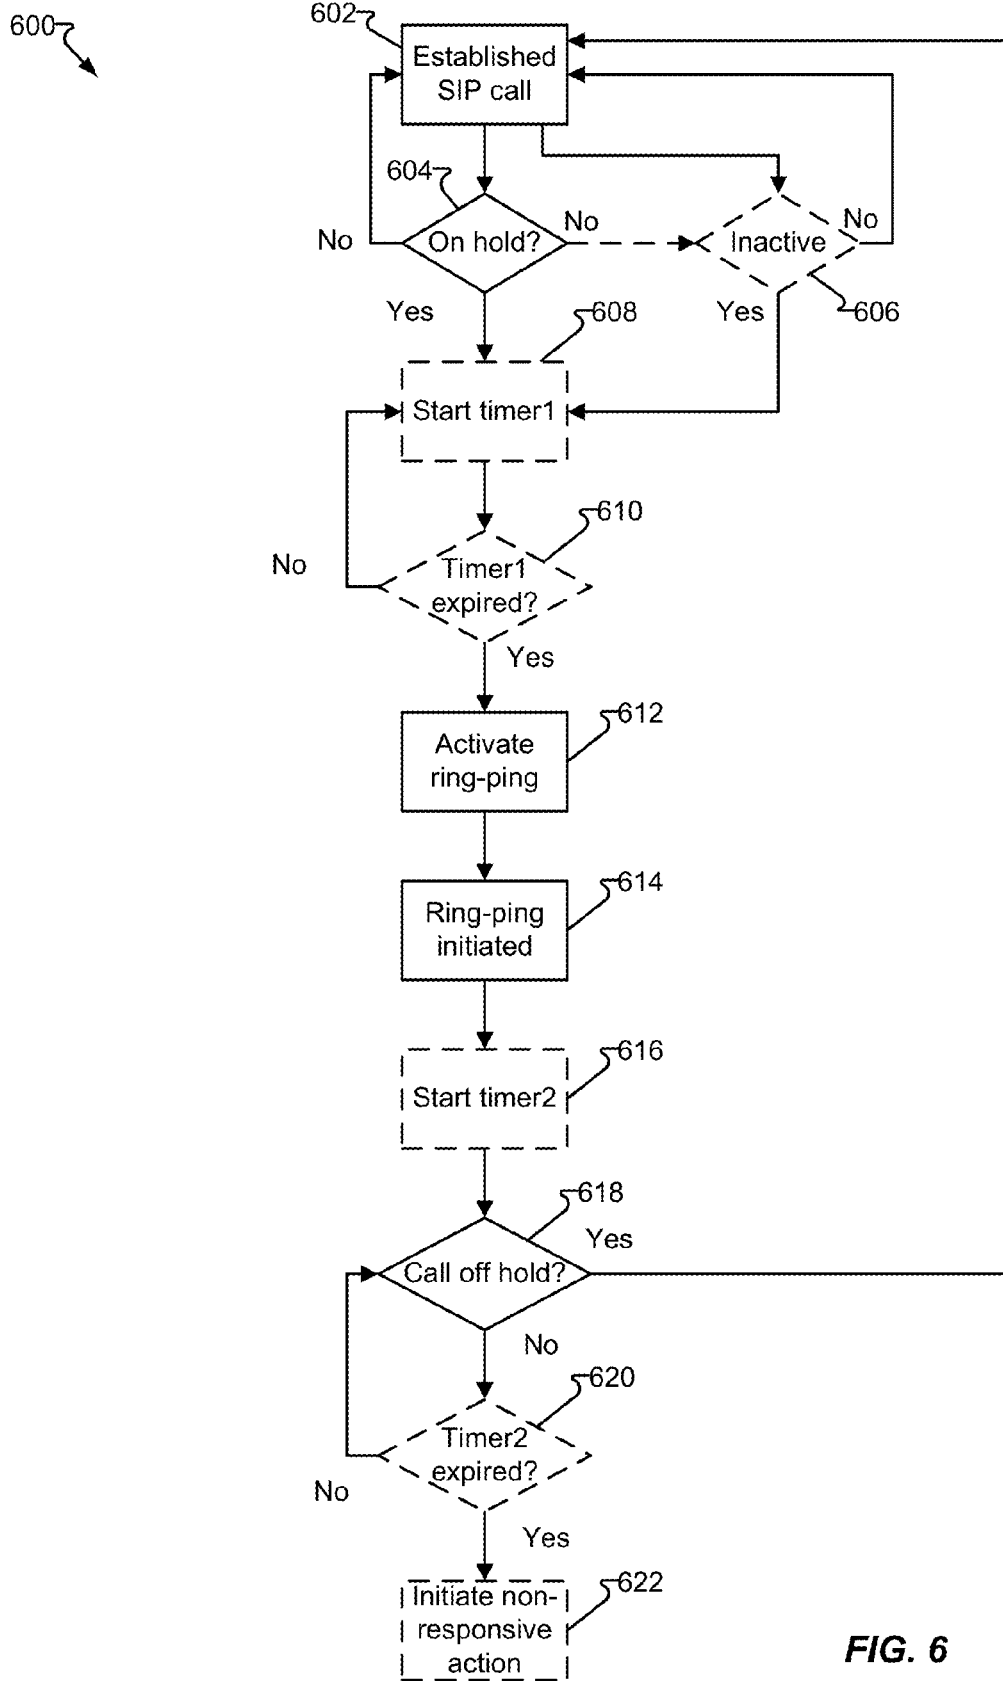 600
602
Established
SIP call
604
No
On hold?
No
Inactive
No
Yes
608
Yes
606
Start timer1
610
No
Timer1
expired?
Yes
612
Activate
ring-ping
614
Ring-ping
initiated
616
Start timer2
618
Yes
Call off hold?
No
620
Timer2
expired?
No
Yes
622
Initiate non-
responsive
action
FIG. 6